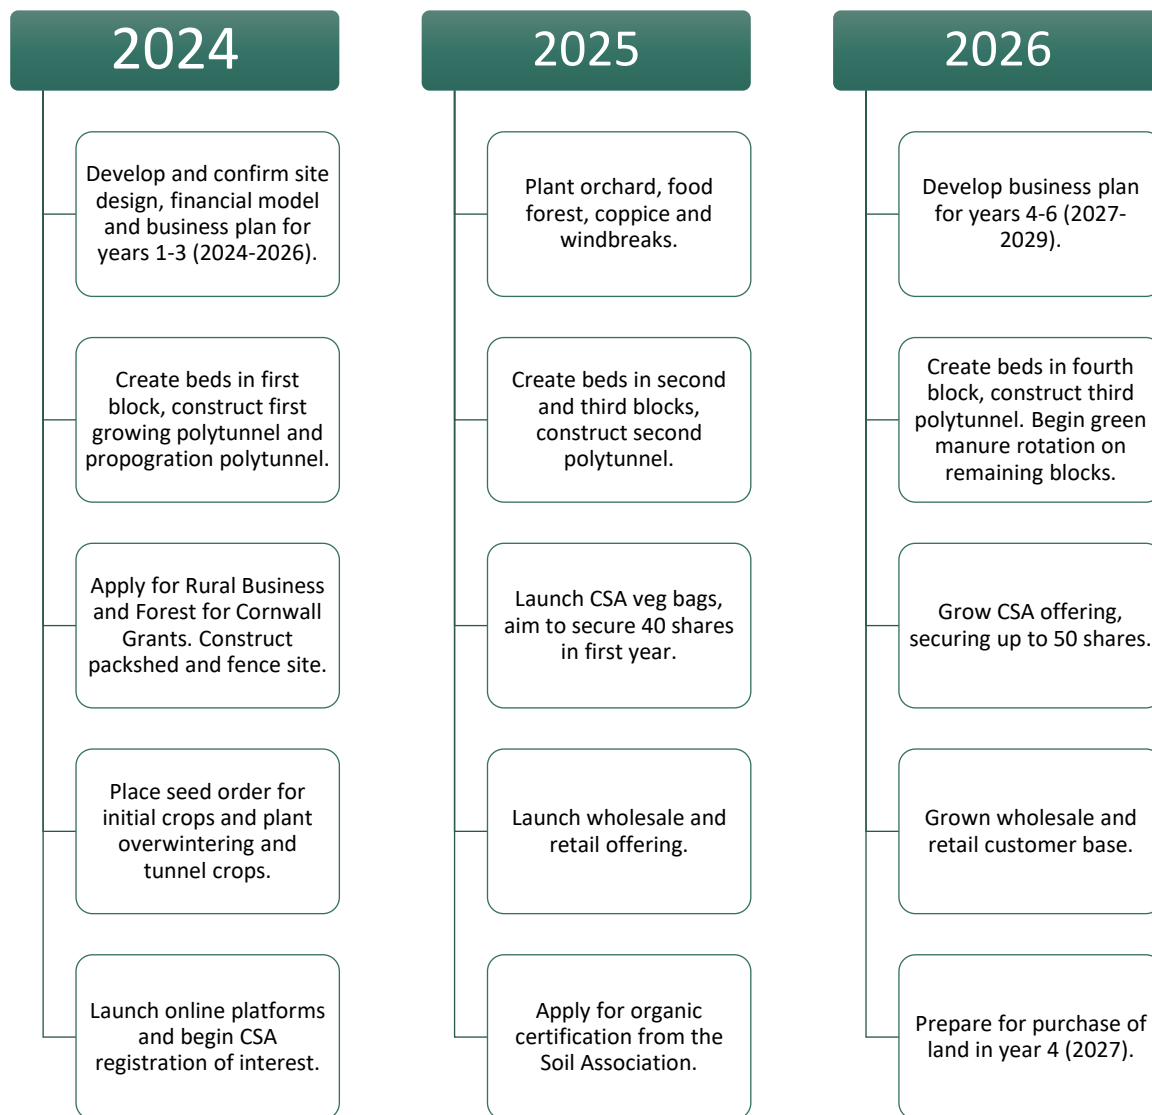 2024
Develop and confirm site
design, financial model
and business plan for
years 1-3 (2024-2026).
Create beds in first
block, construct first
growing polytunnel and
propogration polytunnel.
Apply for Rural Business
and Forest for Cornwall
Grants. Construct
packshed and fence site.
Place seed order for
initial crops and plant
overwintering and
tunnel crops.
Launch online platforms
and begin CSA
registration of interest.
2025
Plant orchard, food
forest, coppice and
windbreaks.
Create beds in second
and third blocks,
construct second
polytunnel.
Launch CSA veg bags,
aim to secure 40 shares
in first year.
Launch wholesale and
retail offering.
Apply for organic
certification from the
Soil Association.
2026
Develop business plan
for years 4-6 (2027-
2029).
Create beds in fourth
block, construct third
polytunnel. Begin green
manure rotation on
remaining blocks.
Grow CSA offering,
securing up to 50 shares.
Grown wholesale and
retail customer base.
Prepare for purchase of
land in year 4 (2027).